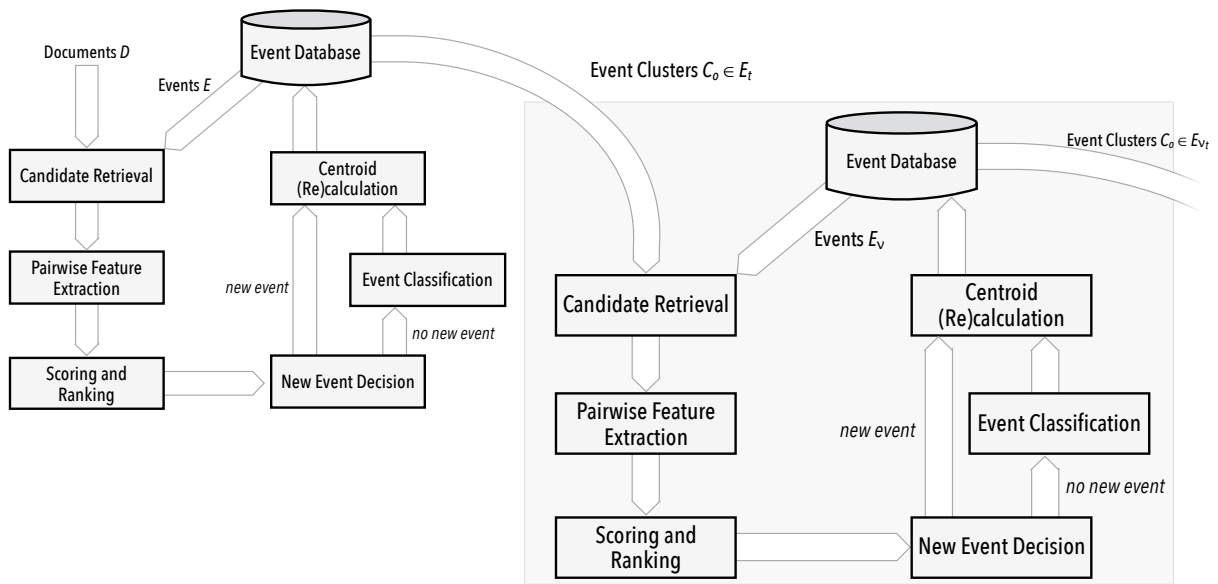 Documents D
Event Database
Events E
Candidate Retrieval
Centroid
(Re)calculation
Pairwise Feature
Extraction
new event
Event Classification
no new event
Scoring and
Ranking
New Event Decision
Event Clusters Cₒ ∈ Eₜ
Event Database
Event Clusters Cₒ ∈ Eᵥₜ
Events Eᵥ
Candidate Retrieval
Centroid
(Re)calculation
Pairwise Feature
Extraction
new event
Event Classification
no new event
Scoring and
Ranking
New Event Decision